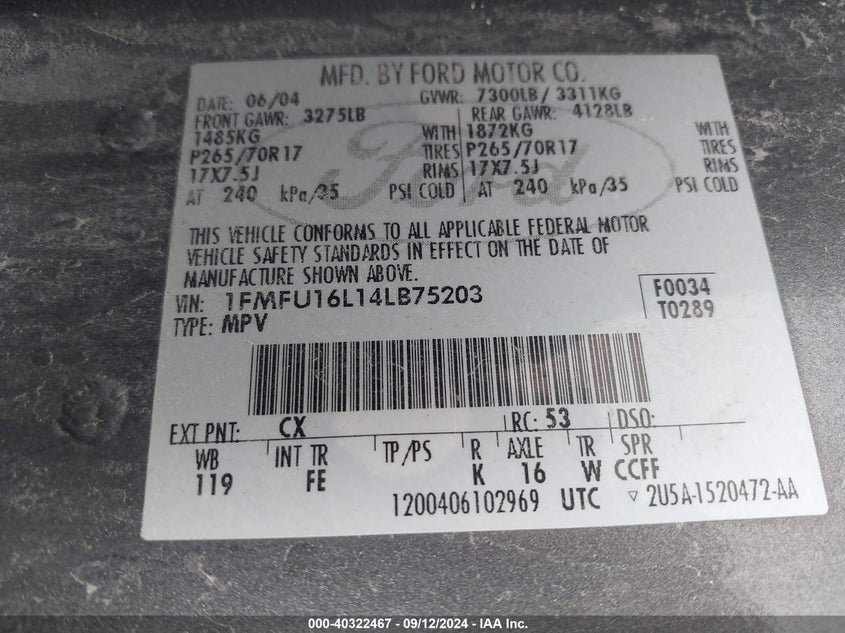 MFD. BY FORD MOTOR CO.
DATE: 06/04 GVWR: 7300LB/ 3311KG
FRONT GAWR: 3275LB REAR GAWR: 4128LB
1485KG WITH 1872KG WITH
P265/70R17 TIRES P265/70R17 TIRES
17X7.5J RIMS 17X7.5J RIMS
AT 240 kPa/35 PSI COLD AT 240 kPa/35 PSI COLD
Ford
THIS VEHICLE CONFORMS TO ALL APPLICABLE FEDERAL MOTOR
VEHICLE SAFETY STANDARDS IN EFFECT ON THE DATE OF
MANUFACTURE SHOWN ABOVE.
VIN: 1FMFU16L14LB75203 F0034
TYPE: MPV T0289
EXT PNT: CX RC: 53 DSO:
WB INT TR TP/PS R AXLE TR SPR
119 FE K 16 W CCFF
1200406102969 UTC ▽ 2U5A-1520472-AA
000-40322467 - 09/12/2024 - IAA Inc.